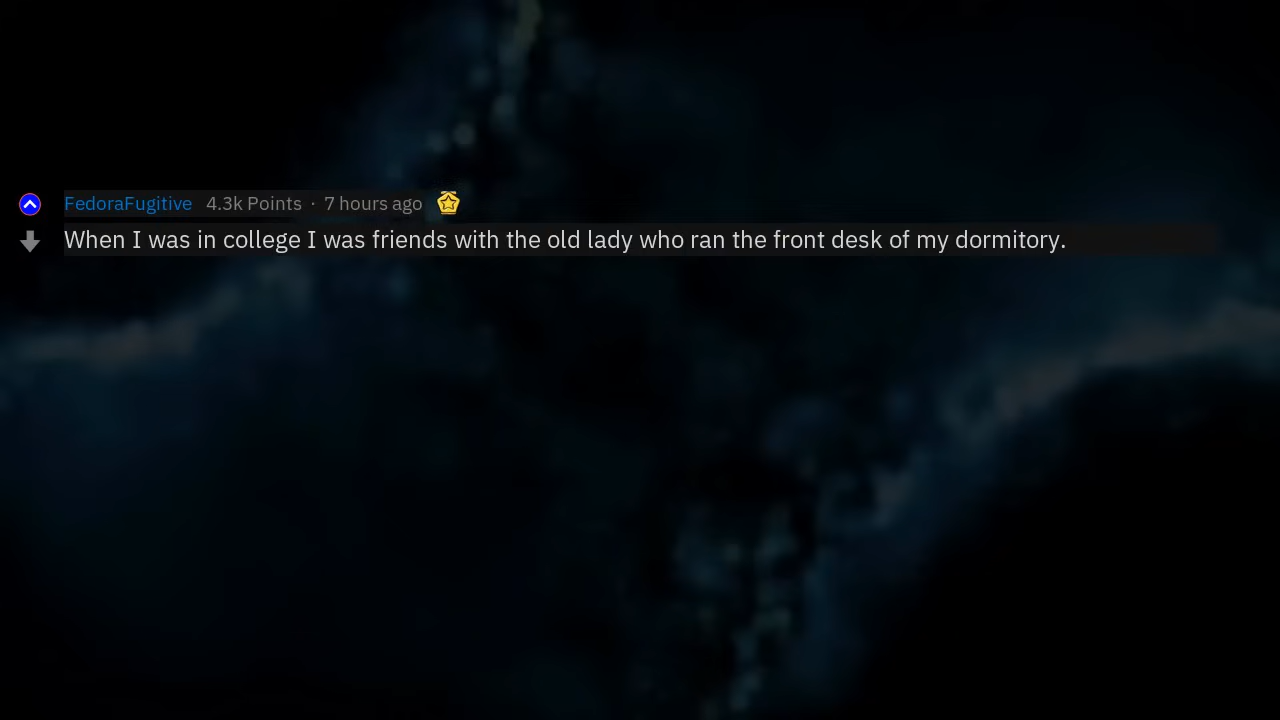 FedoraFugitive 4.3k Points · 7 hours ago
When I was in college I was friends with the old lady who ran the front desk of my dormitory.